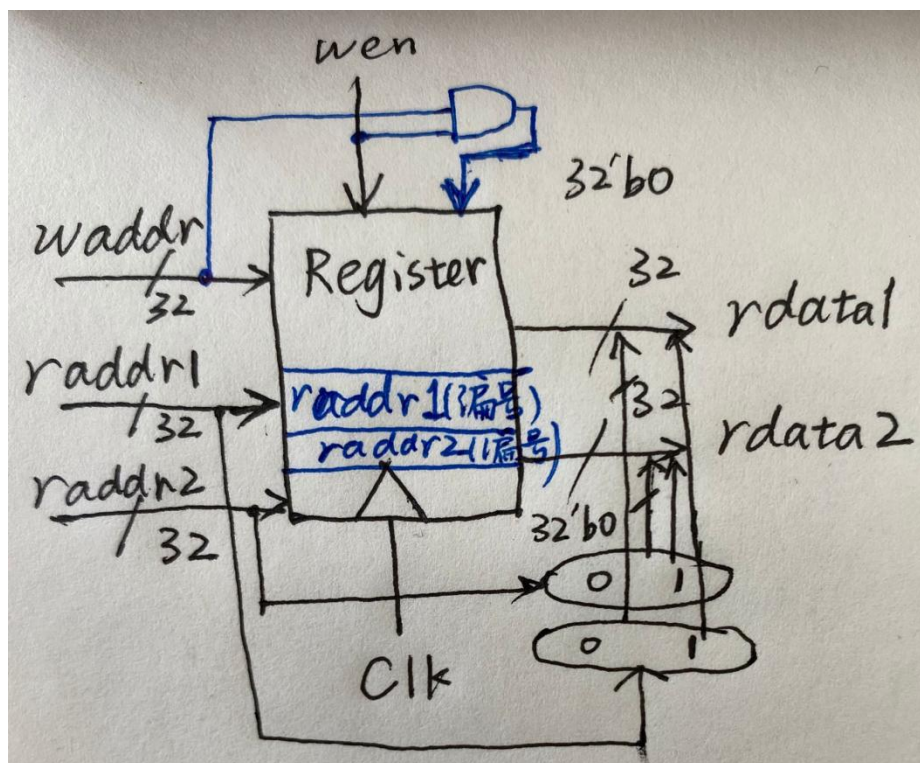 wen
32'b0
waddr
32
Register
32
rdata1
raddr1
32
raddr1(编号)
32
rdata2
raddr2(编号)
raddr2
32
32'b0
0 1
0 1
Clk